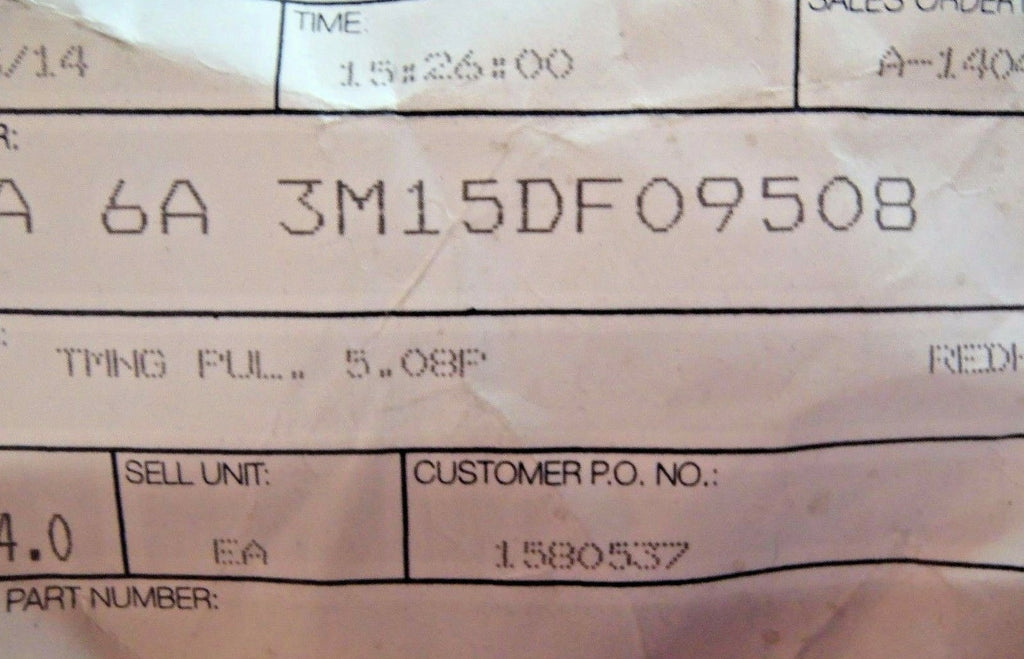 TIME: SALES ORDER
/14 15:26:00 A-140
R:
A 6A 3M15DF09508
TMNG PUL.. 5.08P RED
SELL UNIT: CUSTOMER P.O. NO.:
4.0 EA 1580537
PART NUMBER: